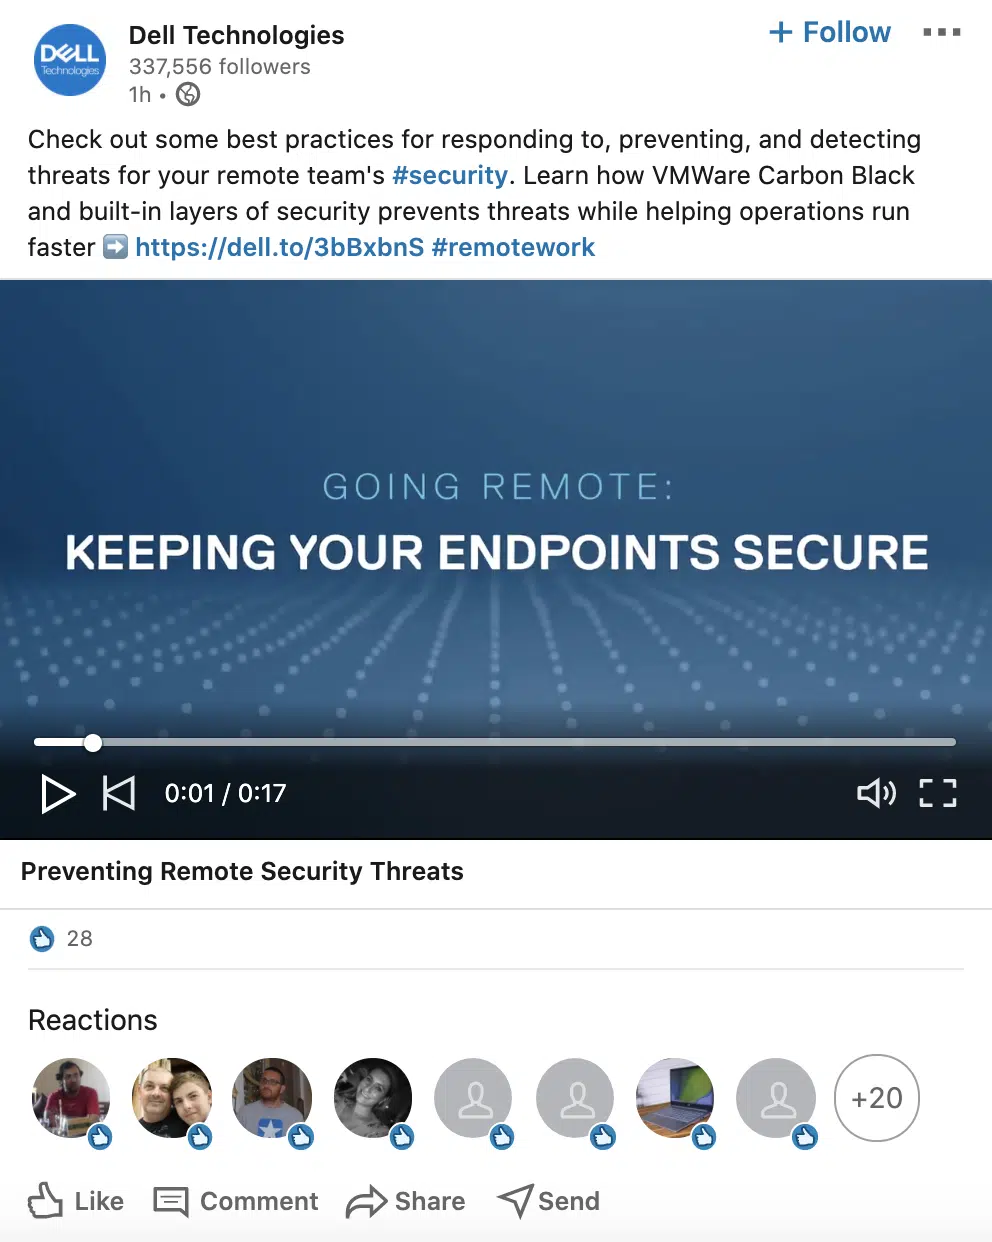 DELL
Technologies
Dell Technologies
337,556 followers
1h •
+ Follow
Check out some best practices for responding to, preventing, and detecting
threats for your remote team's #security. Learn how VMWare Carbon Black
and built-in layers of security prevents threats while helping operations run
faster ➡️ https://dell.to/3bBxbnS #remotework
GOING REMOTE:
KEEPING YOUR ENDPOINTS SECURE
0:01 / 0:17
Preventing Remote Security Threats
28
Reactions
+20
Like Comment Share Send